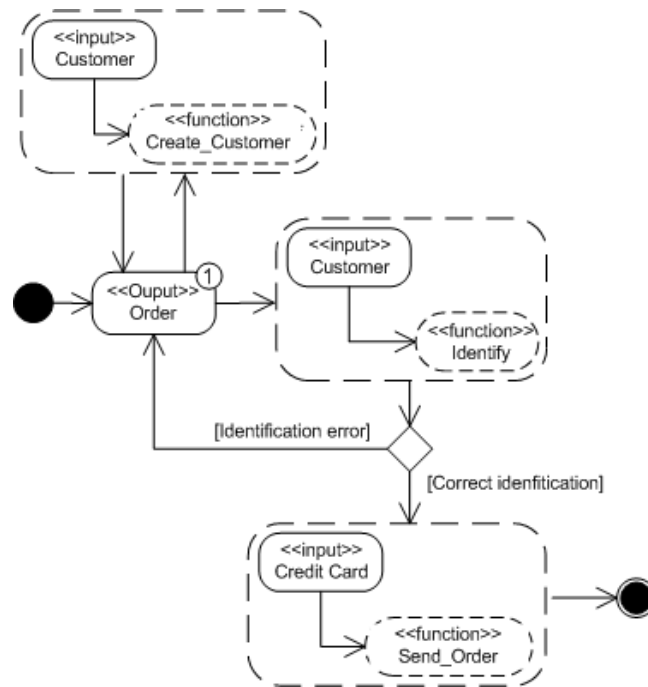 <<input>>
Customer
<<function>>
Create_Customer
<<Ouput>>
Order
1
<<input>>
Customer
<<function>>
Identify
[Identification error]
[Correct idenfitication]
<<input>>
Credit Card
<<function>>
Send_Order